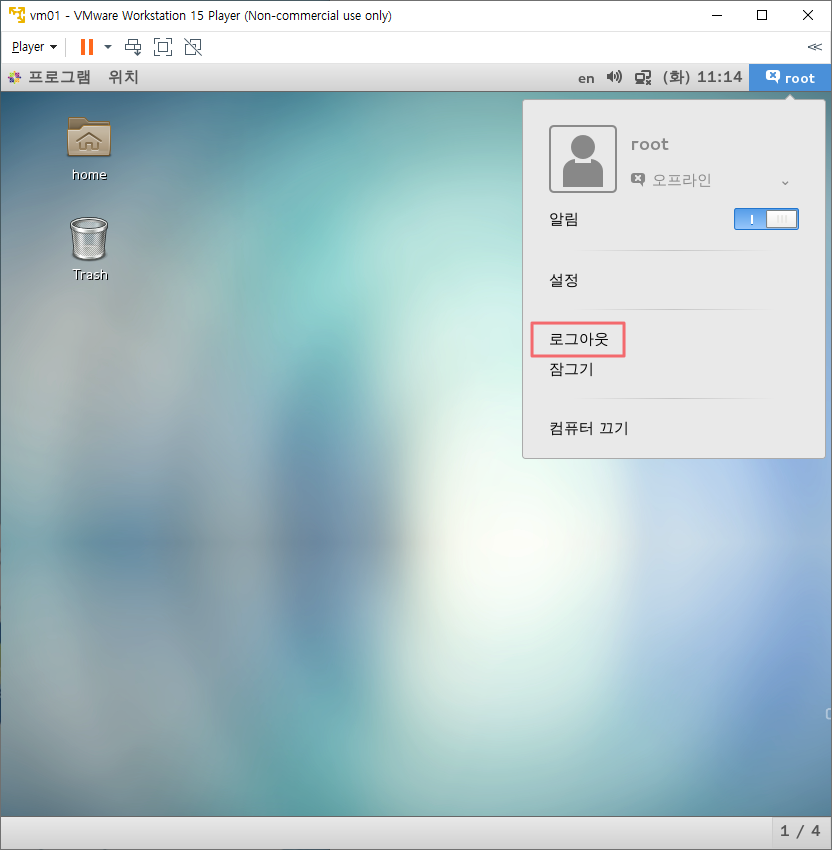 vm01 - VMware Workstation 15 Player (Non-commercial use only)
Player
프로그램 위치 en (화) 11:14 root
home
Trash
root
오프라인
알림
설정
로그아웃
잠그기
컴퓨터 끄기
1 / 4